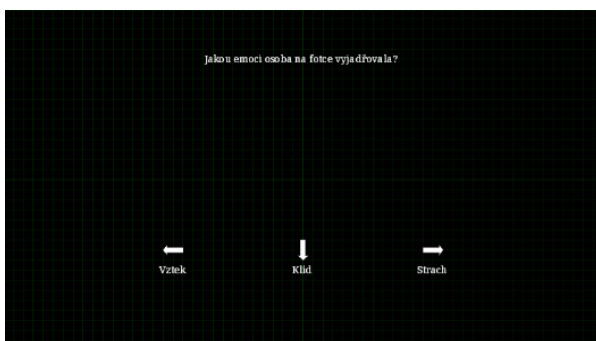 Jakou emoci osoba na fotce vyjadřovala?
Vztek Klid Strach